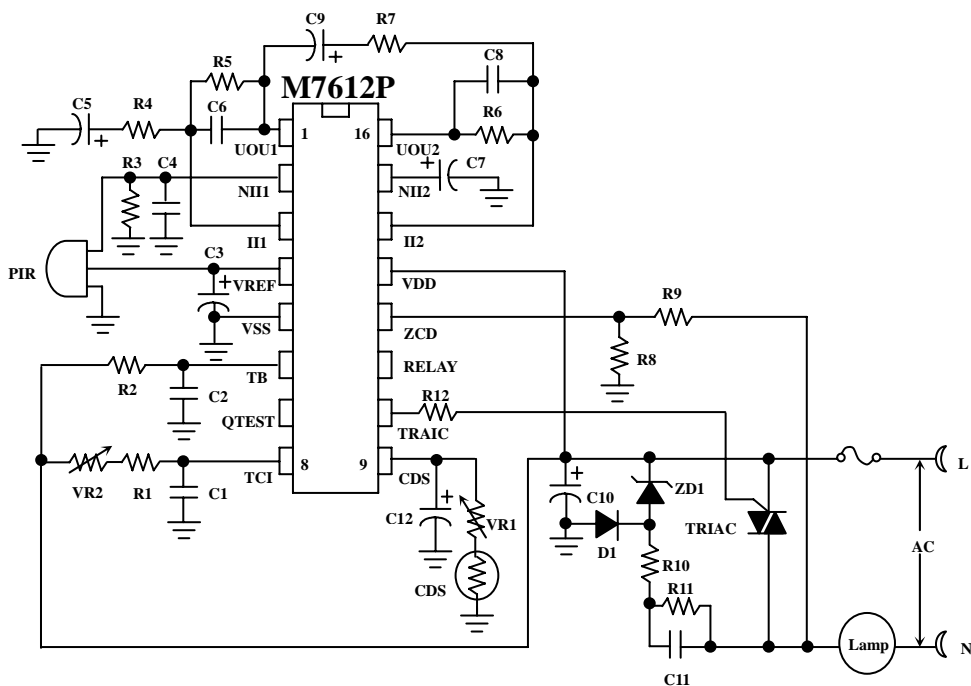 C9
R7
R5
C8
M7612P
C5
R4
C6
R6
1
16
UOU1
UOU2
R3
C4
C7
NII1
NII2
II1
II2
C3
PIR
VREF
VDD
R9
VSS
ZCD
R8
TB
RELAY
R2
C2
R12
QTEST
TRAIC
8
9
TCI
CDS
L
VR2
R1
C1
C10
ZD1
C12
VR1
TRIAC
D1
AC
R10
CDS
R11
Lamp
N
C11